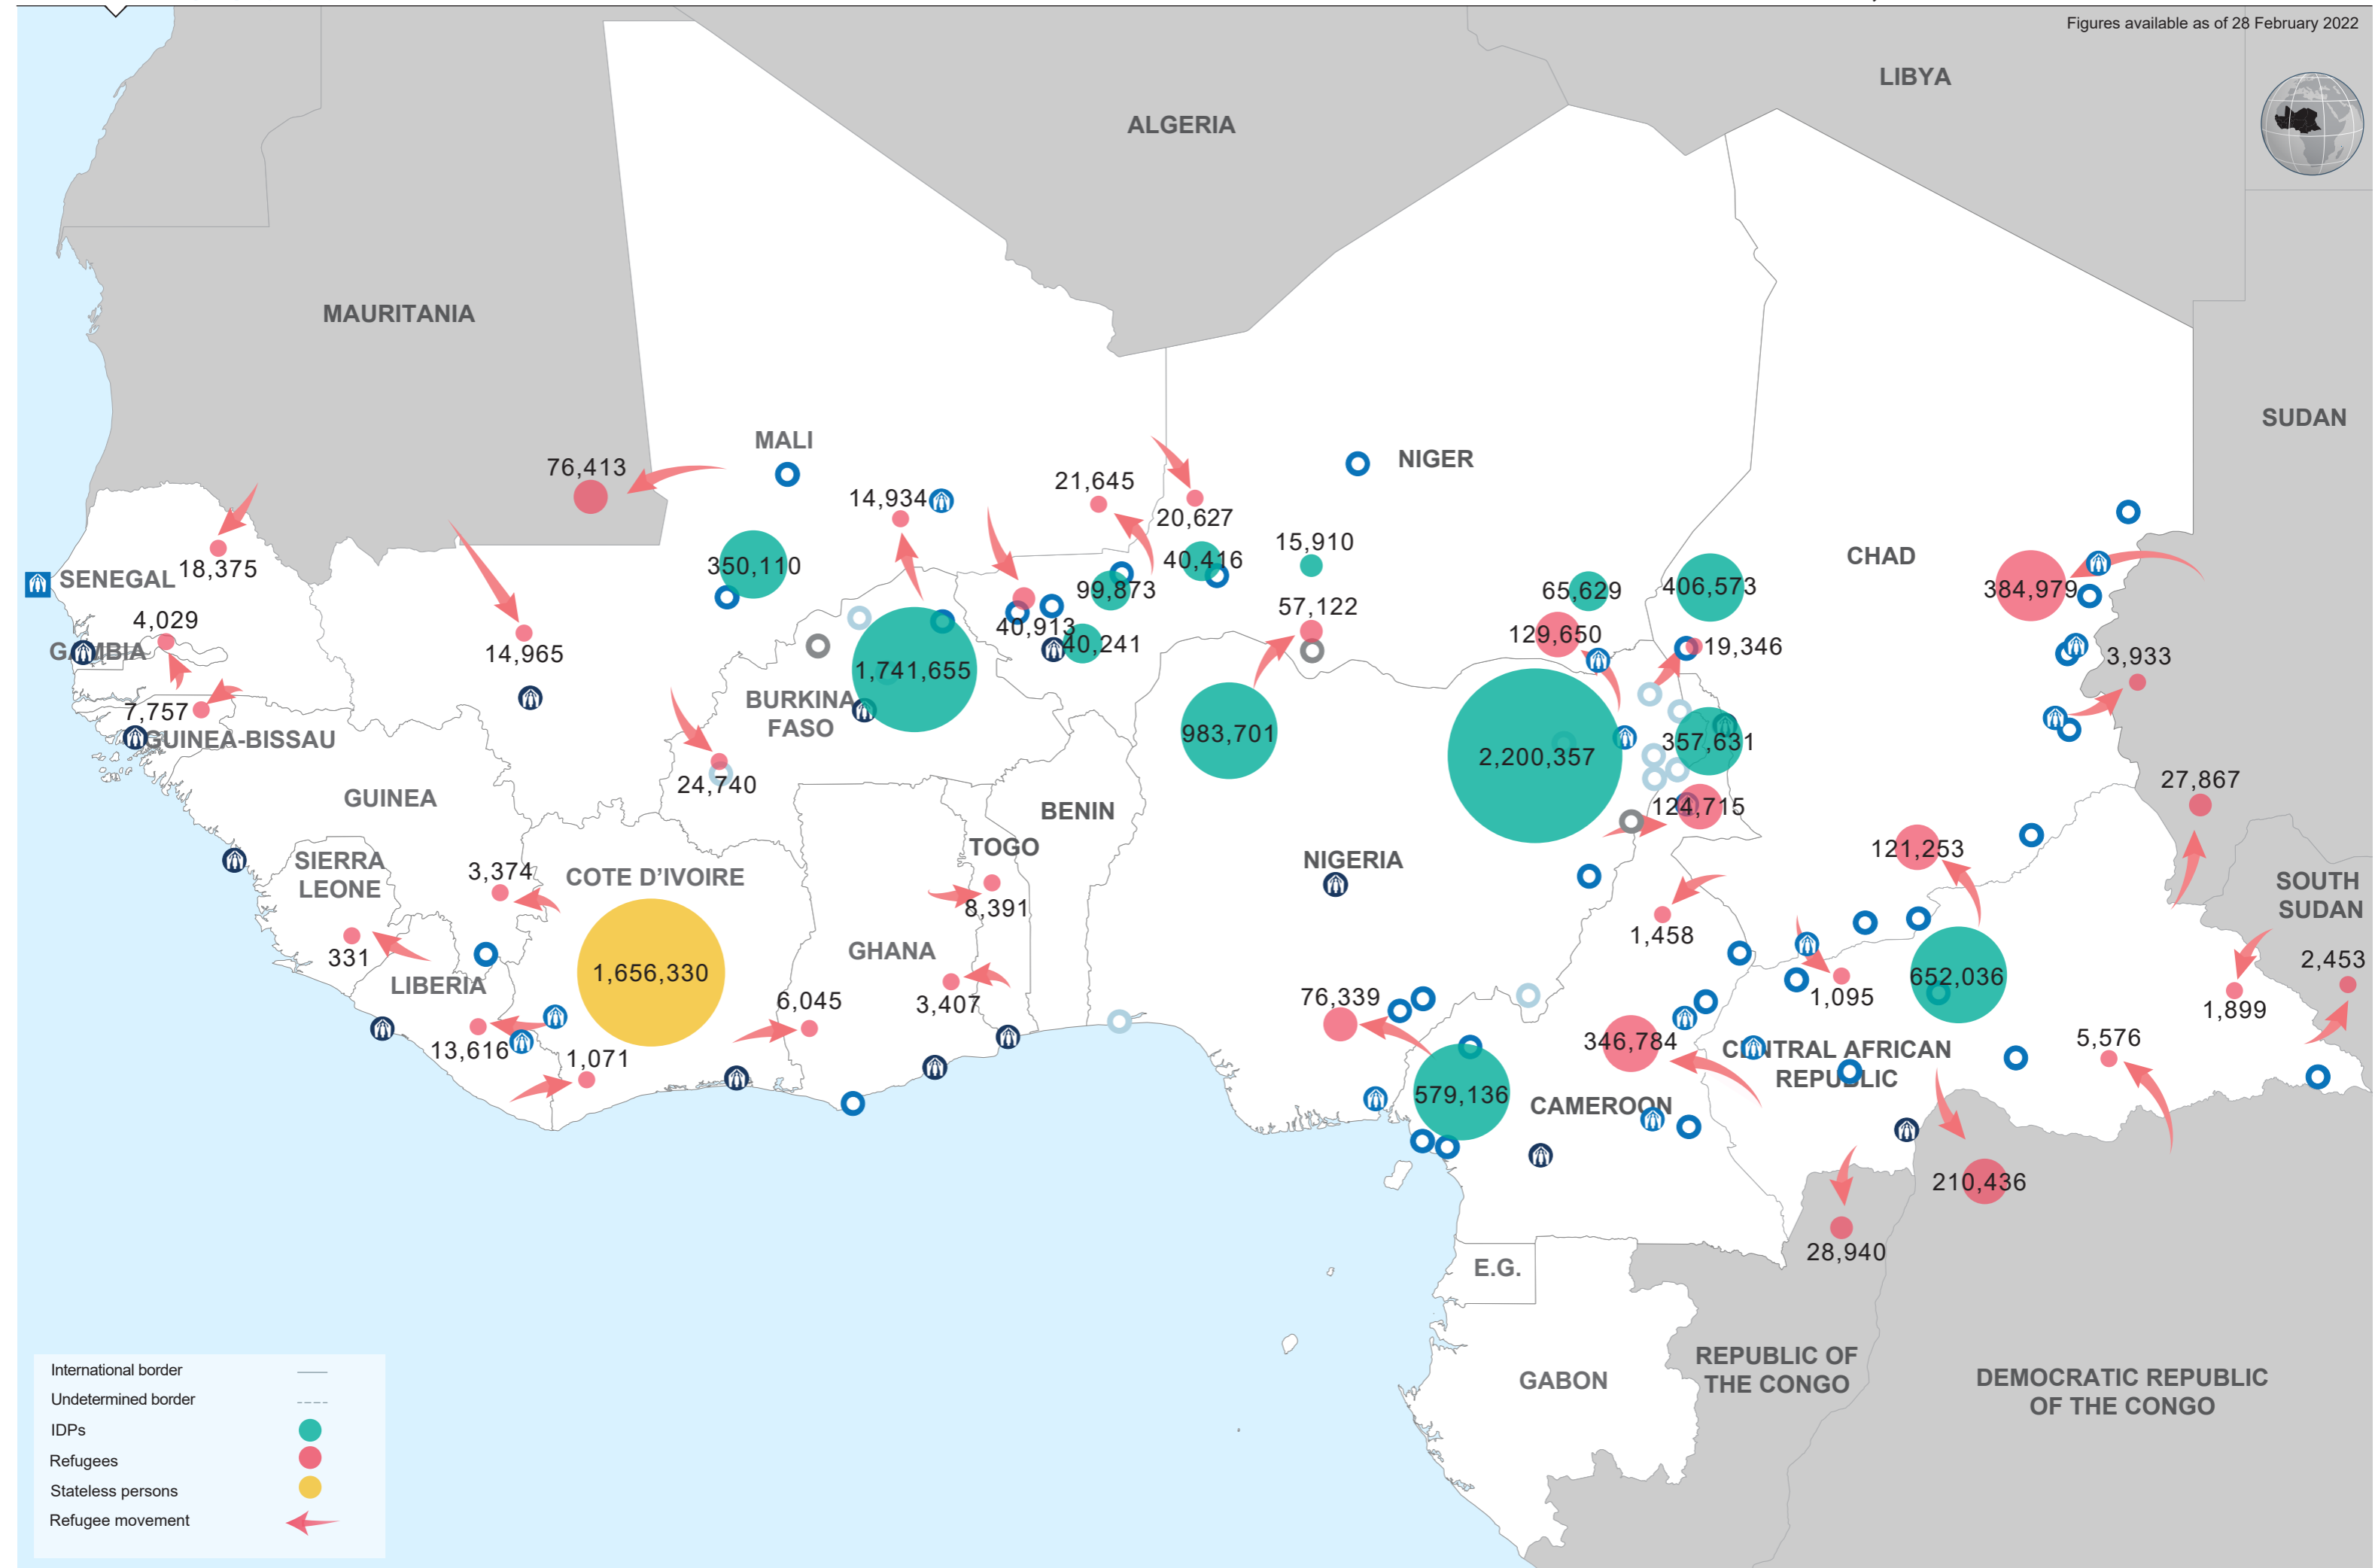 Figures available as of 28 February 2022
LIBYA
ALGERIA
MAURITANIA
SUDAN
MALI
NIGER
76,413
14,934
21,645
20,627
15,910
CHAD
18,375
SENEGAL
350,110
40,416
99,873
65,629
406,573
384,979
4,029
GAMBIA
14,965
40,913
40,241
57,122
129,650
19,346
3,933
1,741,655
7,757
GUINEA-BISSAU
BURKINA
FASO
983,701
2,200,357
357,631
24,740
GUINEA
BENIN
124,715
27,867
TOGO
121,253
SIERRA
LEONE
3,374
COTE D’IVOIRE
NIGERIA
SOUTH
SUDAN
8,391
331
GHANA
1,458
LIBERIA
1,656,330
6,045
3,407
76,339
652,036
1,095
1,899
2,453
13,616
1,071
346,784
CENTRAL AFRICAN
REPUBLIC
5,576
579,136
CAMEROON
210,436
28,940
E.G.
GABON
REPUBLIC OF
THE CONGO
DEMOCRATIC REPUBLIC
OF THE CONGO
International border
Undetermined border
IDPs
Refugees
Stateless persons
Refugee movement